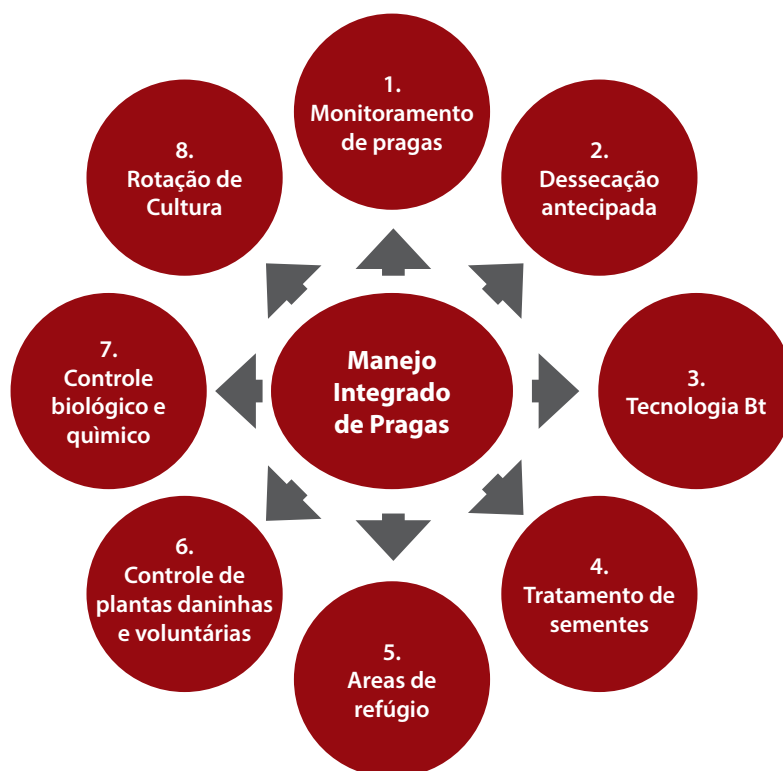 1.
Monitoramento
de pragas
2.
Dessecação
antecipada
3.
Tecnologia Bt
4.
Tratamento de
sementes
5.
Areas de
refúgio
6.
Controle de
plantas daninhas
e voluntárias
7.
Controle
biológico e
quìmico
8.
Rotação de
Cultura
Manejo
Integrado
de Pragas